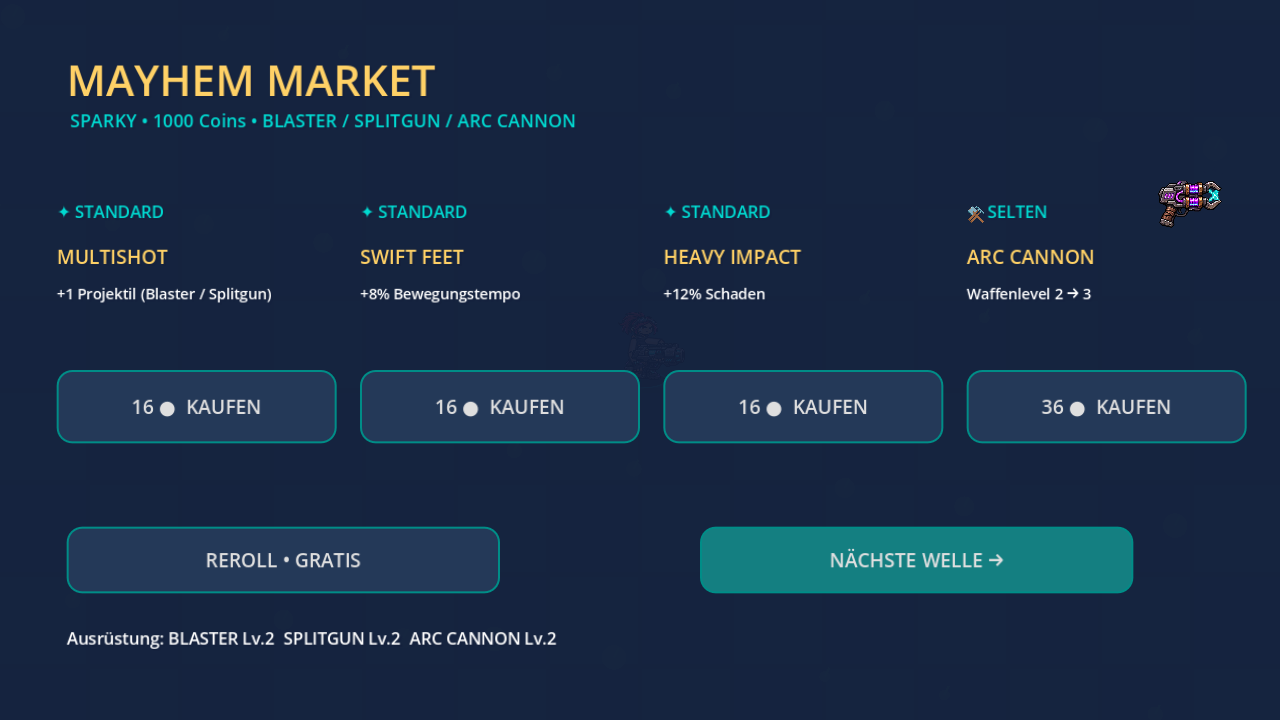 MAYHEM MARKET
SPARKY • 1000 Coins • BLASTER / SPLITGUN / ARC CANNON
✦ STANDARD
MULTISHOT
+1 Projektil (Blaster / Splitgun)
16 ● KAUFEN
✦ STANDARD
SWIFT FEET
+8% Bewegungstempo
16 ● KAUFEN
✦ STANDARD
HEAVY IMPACT
+12% Schaden
16 ● KAUFEN
⚒ SELTEN
ARC CANNON
Waffenlevel 2 → 3
36 ● KAUFEN
REROLL • GRATIS
NÄCHSTE WELLE →
Ausrüstung: BLASTER Lv.2 SPLITGUN Lv.2 ARC CANNON Lv.2